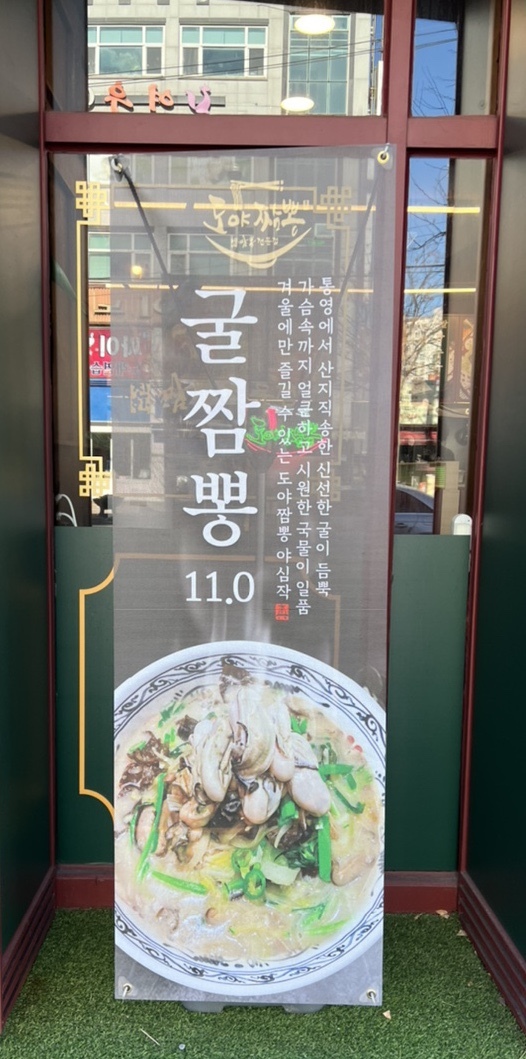 도야짬뽕
굴짬뽕
11.0
통영에서 산지직송한 신선한 굴이 듬뿍
가슴속까지 얼큰하고 시원한 국물이 일품
겨울에만 즐길 수 있는 도야짬뽕 야심작